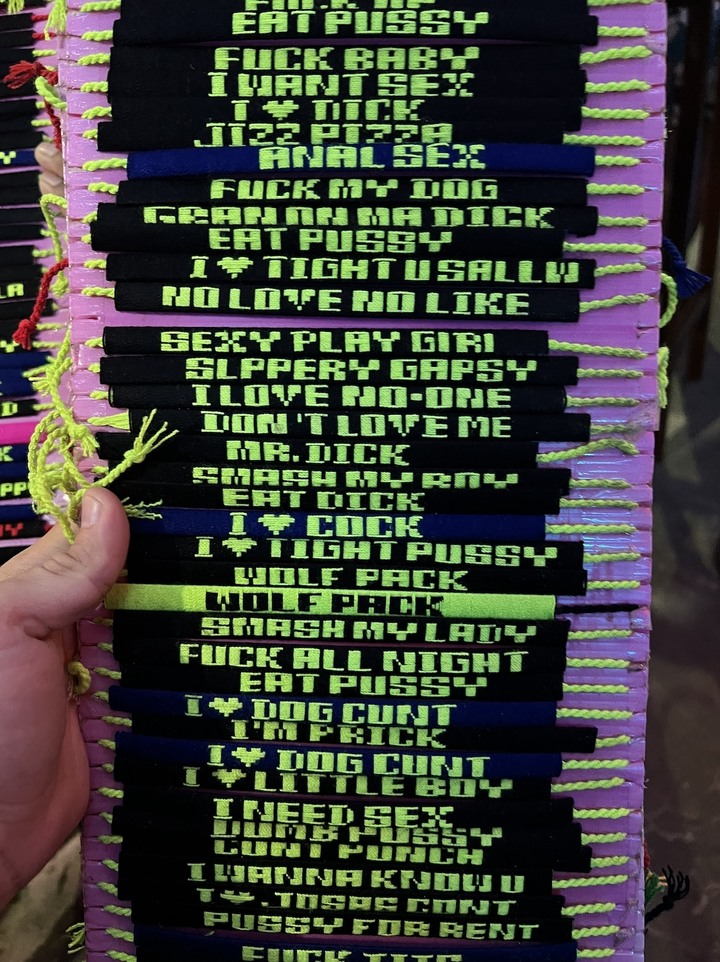 EAT PUSSY
FUCK BABY
I WANT SEX
I ♥ DICK
JIZZ PIZZA
ANAL SEX
FUCK MY DOG
MA DICK
EAT PUSSY
I ♥ TIGHT U SALLW
NO LOVE NO LIKE
SEXY PLAY GIRI
SLPPERY GAPSY
I LOVE NO-ONE
DON'T LOVE ME
MR. DICK
SMASH MY
EAT DICK
I ♥ COCK
I ♥ TIGHT PUSSY
WOLF PACK
WOLF PACK
SMASH MY LADY
FUCK ALL NIGHT
EAT PUSSY
I ♥ DOG CUNT
I'M PRICK
I ♥ DOG CUNT
I ♥ LITTLE BOY
I NEED SEX
PUSSY
CUNT PUNCH
I WANNA KNOW U
I ♥
PUSSY FOR RENT
FUCK